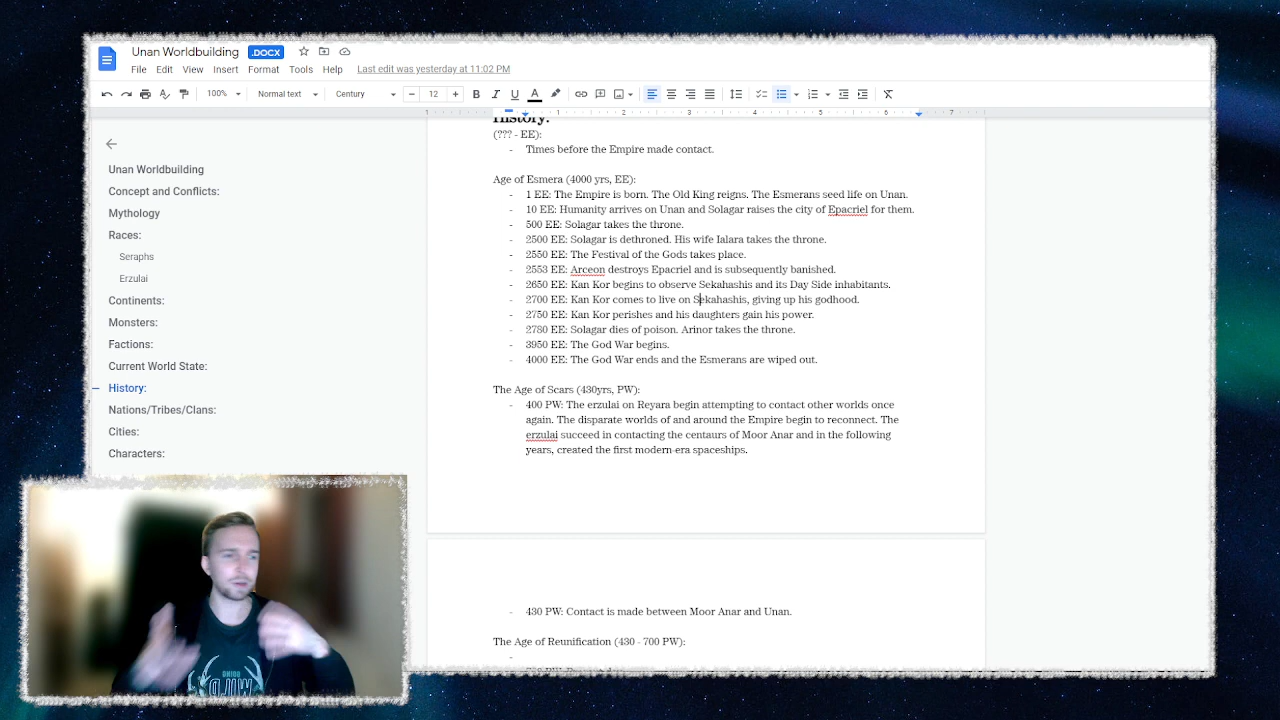 Unan Worldbuilding .DOCX
File Edit View Insert Format Tools Help Last edit was yesterday at 11:02 PM
100% Normal text Century 12
1 1 2 3 4 5 6 7
Unan Worldbuilding
Concept and Conflicts:
Mythology
Races:
Seraphs
Erzulai
Continents:
Monsters:
Factions:
Current World State:
History:
Nations/Tribes/Clans:
Cities:
Characters:
History:
(??? - EE):
- Times before the Empire made contact.
Age of Esmera (4000 yrs, EE):
- 1 EE: The Empire is born. The Old King reigns. The Esmerans seed life on Unan.
- 10 EE: Humanity arrives on Unan and Solagar raises the city of Epacriel for them.
- 500 EE: Solagar takes the throne.
- 2500 EE: Solagar is dethroned. His wife Ialara takes the throne.
- 2550 EE: The Festival of the Gods takes place.
- 2553 EE: Arceon destroys Epacriel and is subsequently banished.
- 2650 EE: Kan Kor begins to observe Sekahashis and its Day Side inhabitants.
- 2700 EE: Kan Kor comes to live on Sekahashis, giving up his godhood.
- 2750 EE: Kan Kor perishes and his daughters gain his power.
- 2780 EE: Solagar dies of poison. Arinor takes the throne.
- 3950 EE: The God War begins.
- 4000 EE: The God War ends and the Esmerans are wiped out.
The Age of Scars (430yrs, PW):
- 400 PW: The erzulai on Reyara begin attempting to contact other worlds once
again. The disparate worlds of and around the Empire begin to reconnect. The
erzulai succeed in contacting the centaurs of Moor Anar and in the following
years, created the first modern-era spaceships.
- 430 PW: Contact is made between Moor Anar and Unan.
The Age of Reunification (430 - 700 PW):
-